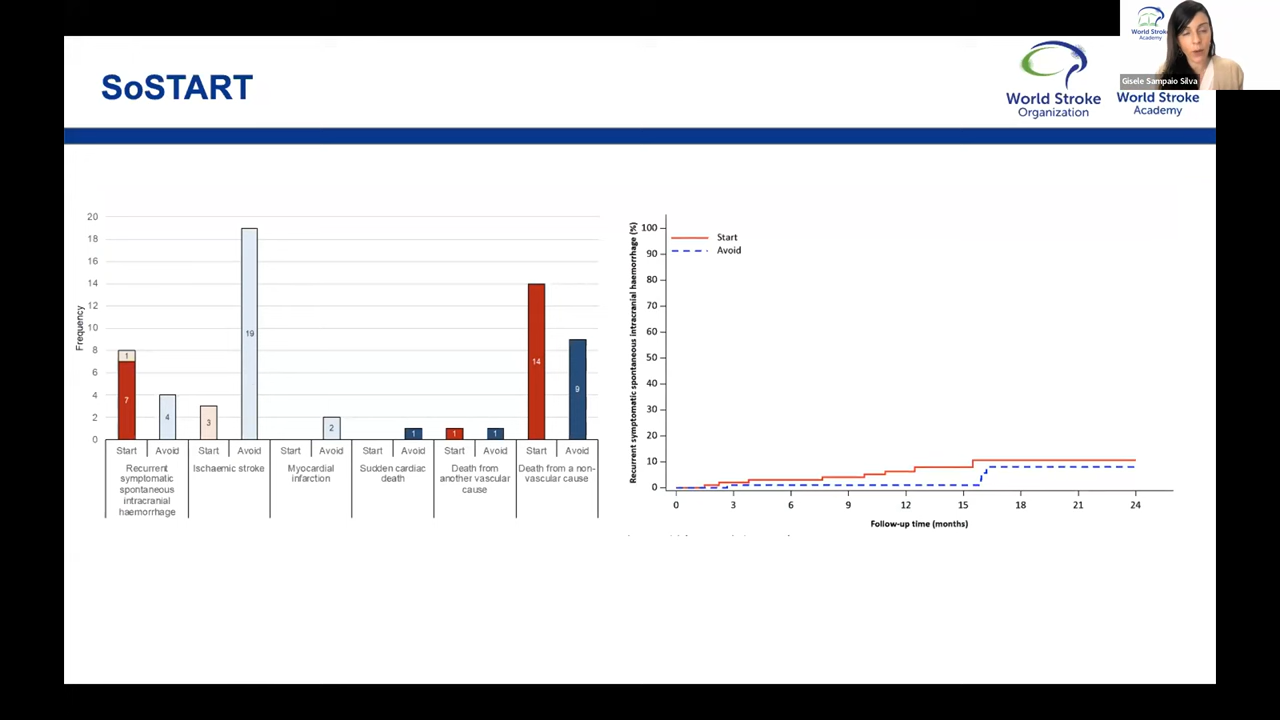 World Stroke
Academy
Gisele Sampaio Silva
SoSTART
World Stroke
Organization
World Stroke
Academy
20
18
16
14
12
10
8
6
4
2
0
Frequency
1
7
4
3
19
2
1
1
1
14
9
Start Avoid Start Avoid Start Avoid Start Avoid Start Avoid Start Avoid
Recurrent
symptomatic
spontaneous
intracranial
haemorrhage
Ischaemic stroke
Myocardial
infarction
Sudden cardiac
death
Death from
another vascular
cause
Death from a non-
vascular cause
Recurrent symptomatic spontaneous intracranial haemorrhage (%)
100
90
80
70
60
50
40
30
20
10
0
Start
Avoid
0 3 6 9 12 15 18 21 24
Follow-up time (months)